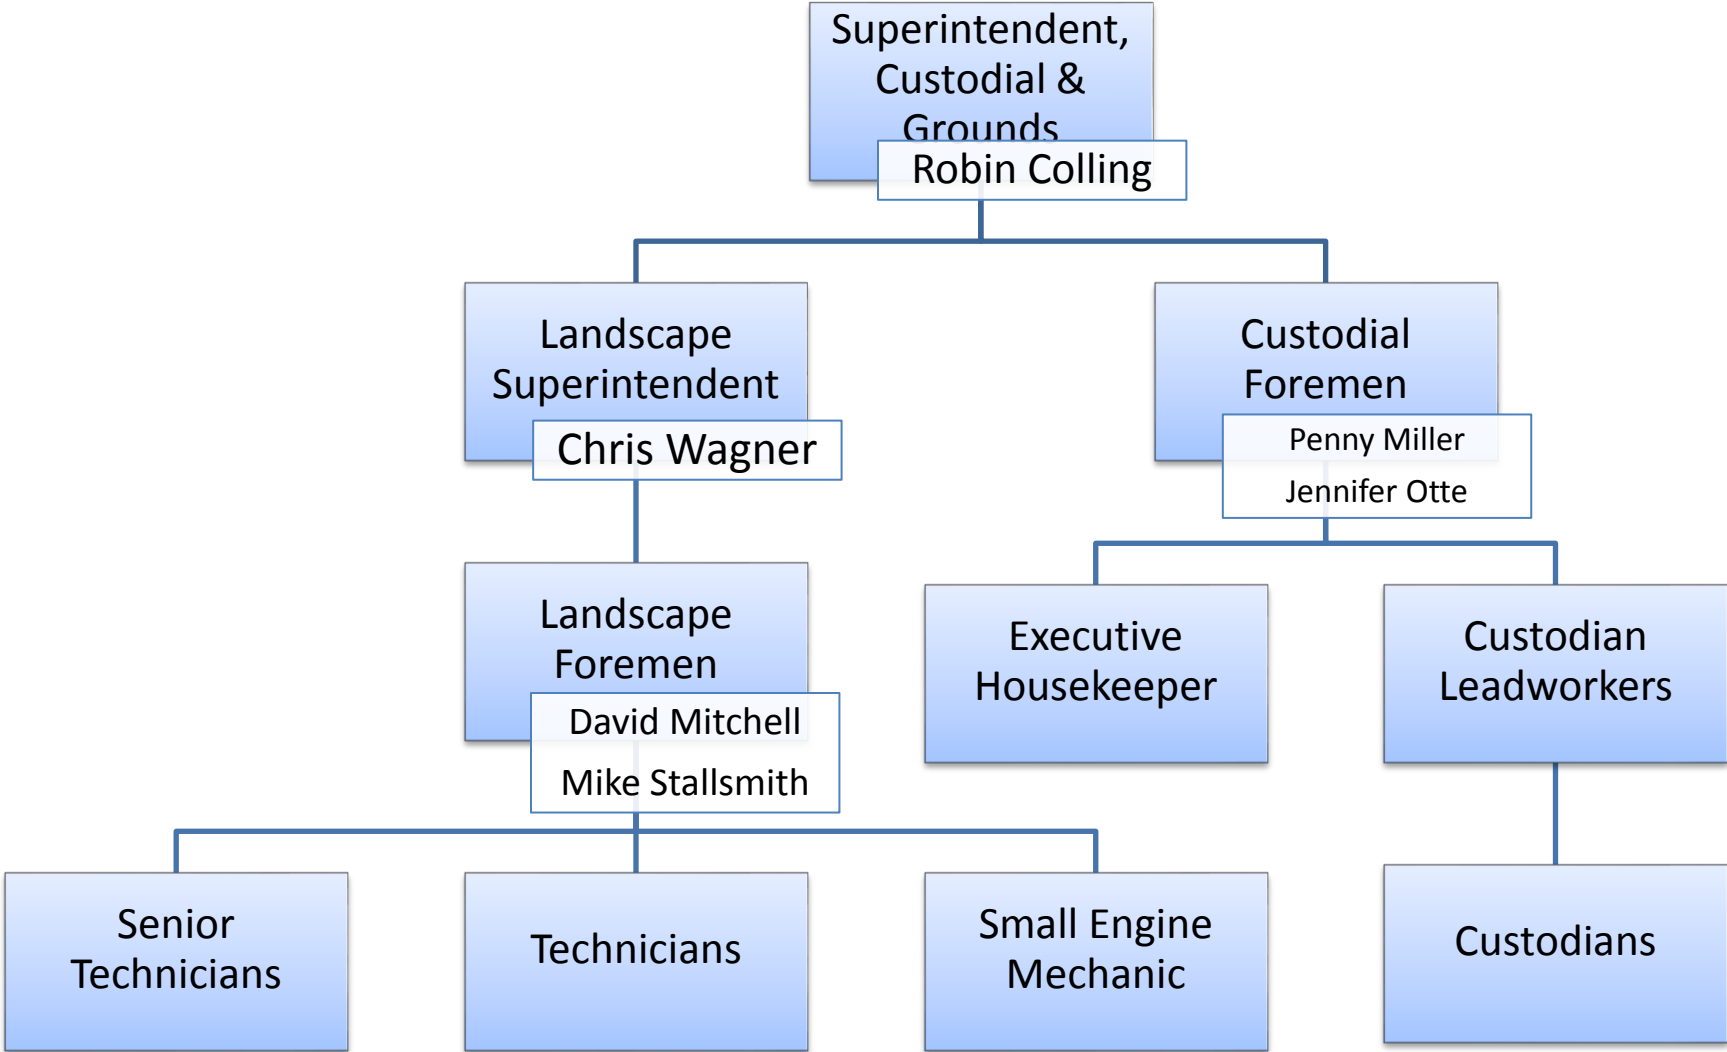 Superintendent,
Custodial &
Grounds
Robin Colling
Landscape
Superintendent
Chris Wagner
Custodial
Foremen
Penny Miller
Jennifer Otte
Landscape
Foremen
David Mitchell
Mike Stallsmith
Executive
Housekeeper
Custodian
Leadworkers
Senior
Technicians
Technicians
Small Engine
Mechanic
Custodians